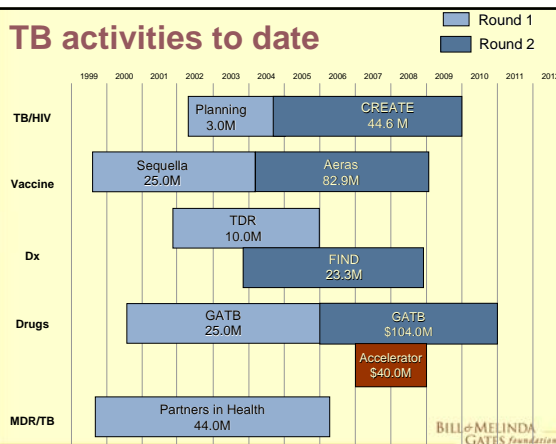 TB activities to date
Round 1
Round 2
1999 2000 2001 2002 2003 2004 2005 2006 2007 2008 2009 2010 2011 2012
TB/HIV
Planning
3.0M
CREATE
44.6 M
Vaccine
Sequella
25.0M
Aeras
82.9M
Dx
TDR
10.0M
FIND
23.3M
Drugs
GATB
25.0M
GATB
$104.0M
Accelerator
$40.0M
MDR/TB
Partners in Health
44.0M
BILL & MELINDA
GATES foundation